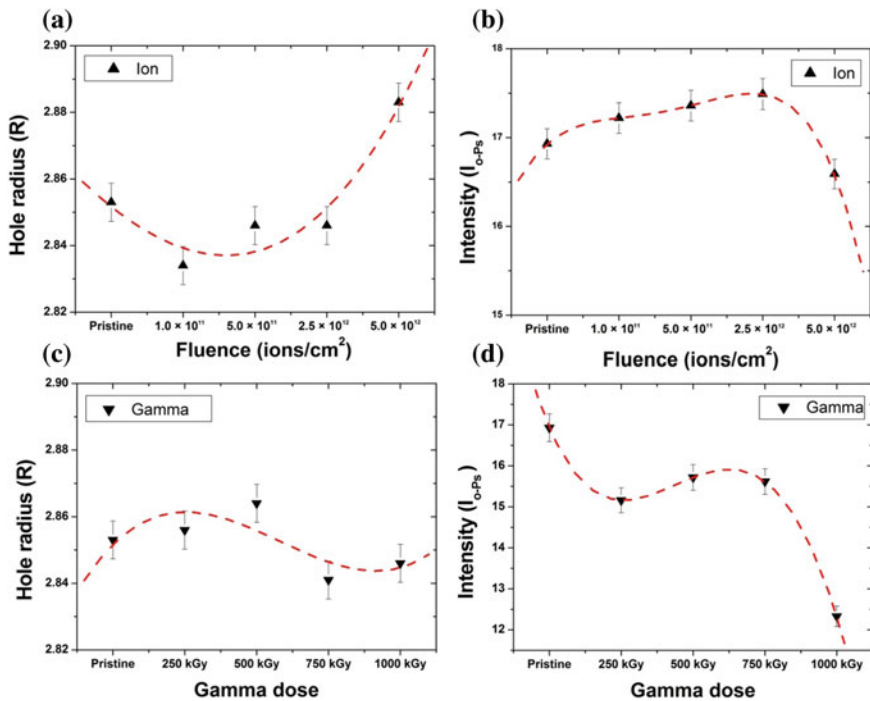 (a)
2.90
2.88
2.86
2.84
2.82
Hole radius (R)
Ion
Pristine
1.0 × 10¹¹
5.0 × 10¹¹
2.5 × 10¹²
5.0 × 10¹²
Fluence (ions/cm²)
(b)
18
17
16
15
Intensity (Iₒ₋Ps)
Ion
Pristine
1.0 × 10¹¹
5.0 × 10¹¹
2.5 × 10¹²
5.0 × 10¹²
Fluence (ions/cm²)
(c)
2.90
2.88
2.86
2.84
2.82
Hole radius (R)
Gamma
Pristine
250 kGy
500 kGy
750 kGy
1000 kGy
Gamma dose
(d)
18
17
16
15
14
13
12
Intensity (Iₒ₋Ps)
Gamma
Pristine
250 kGy
500 kGy
750 kGy
1000 kGy
Gamma dose